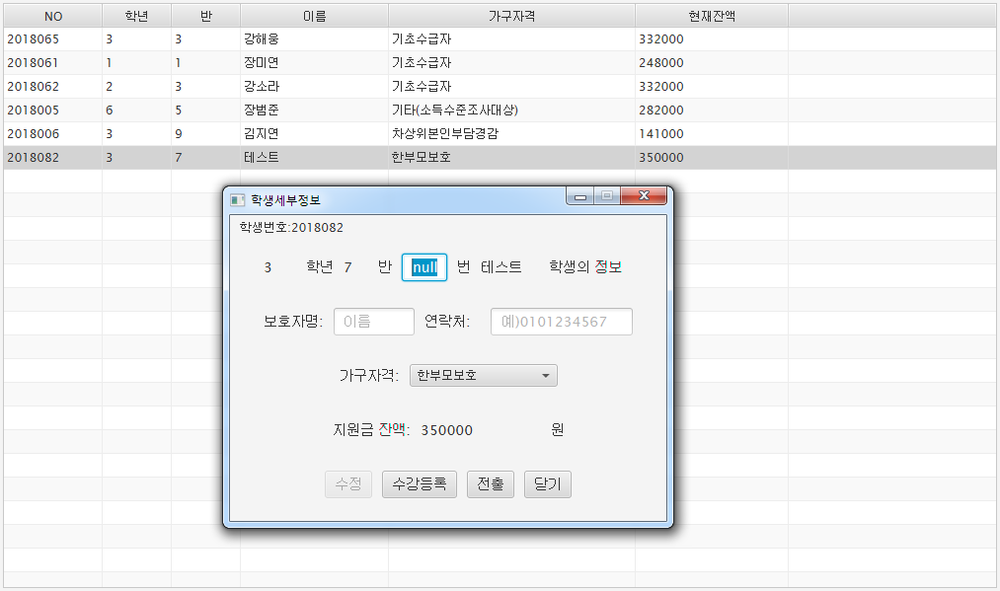 NO 학년 반 이름 가구자격 현재잔액
2018065 3 3 강해웅 기초수급자 332000
2018061 1 1 장미연 기초수급자 248000
2018062 2 3 강소라 기초수급자 332000
2018005 6 5 장범준 기타(소득수준조사대상) 282000
2018006 3 9 김지연 차상위본인부담경감 141000
2018082 3 7 테스트 한부모보호 350000
학생세부정보
학생번호:2018082
3 학년 7 반 null 번 테스트 학생의 정보
보호자명: 이름 연락처: 예)0101234567
가구자격: 한부모보호
지원금 잔액: 350000 원
수정 수강등록 전출 닫기